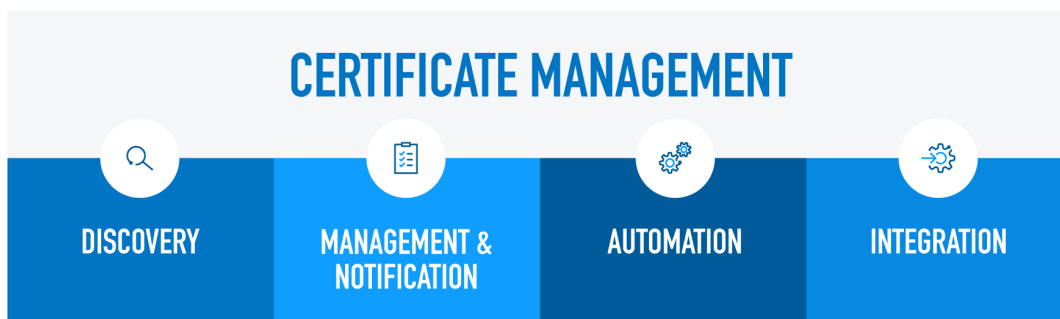 CERTIFICATE MANAGEMENT
DISCOVERY
MANAGEMENT &
NOTIFICATION
AUTOMATION
INTEGRATION